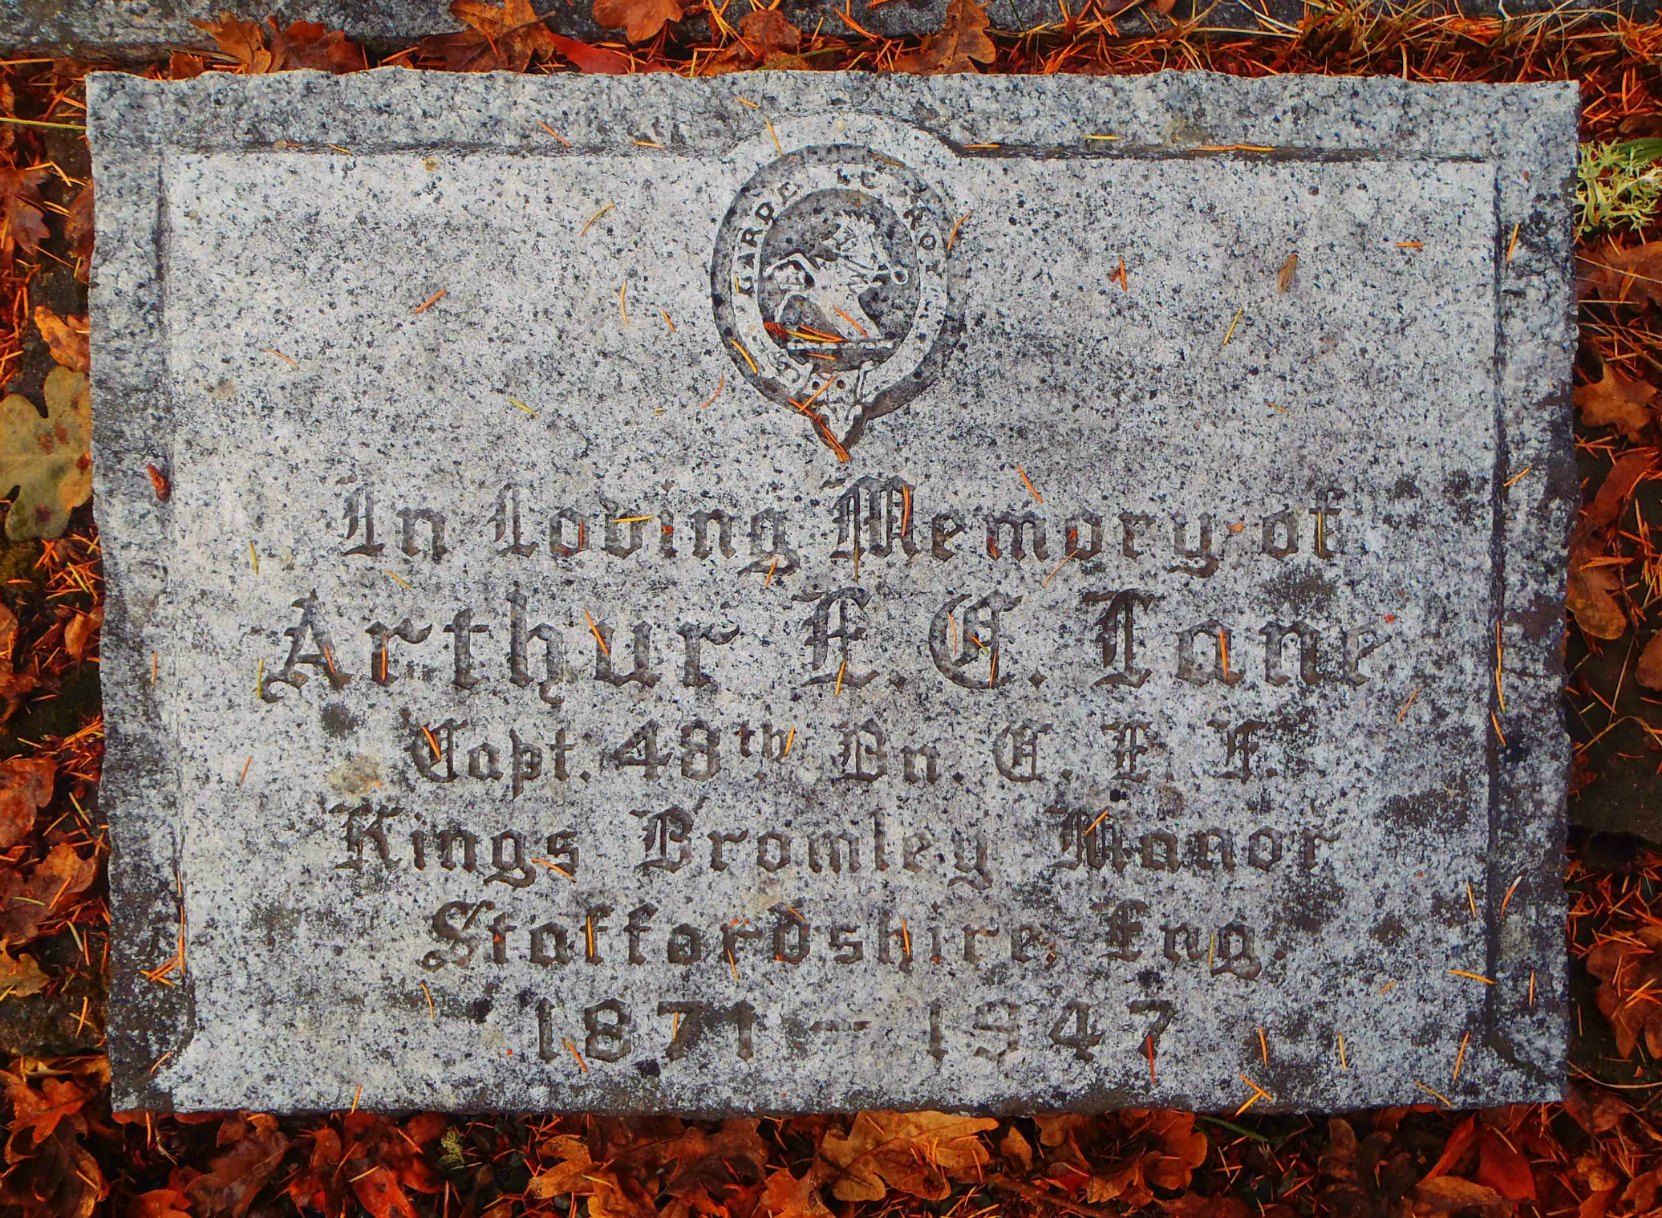 GARDE LE ROY
In Loving Memory of
Arthur E. C. Lane
Capt. 48th Bn. C. E. F.
Kings Bromley Manor
Staffordshire, Eng.
1871 — 1947